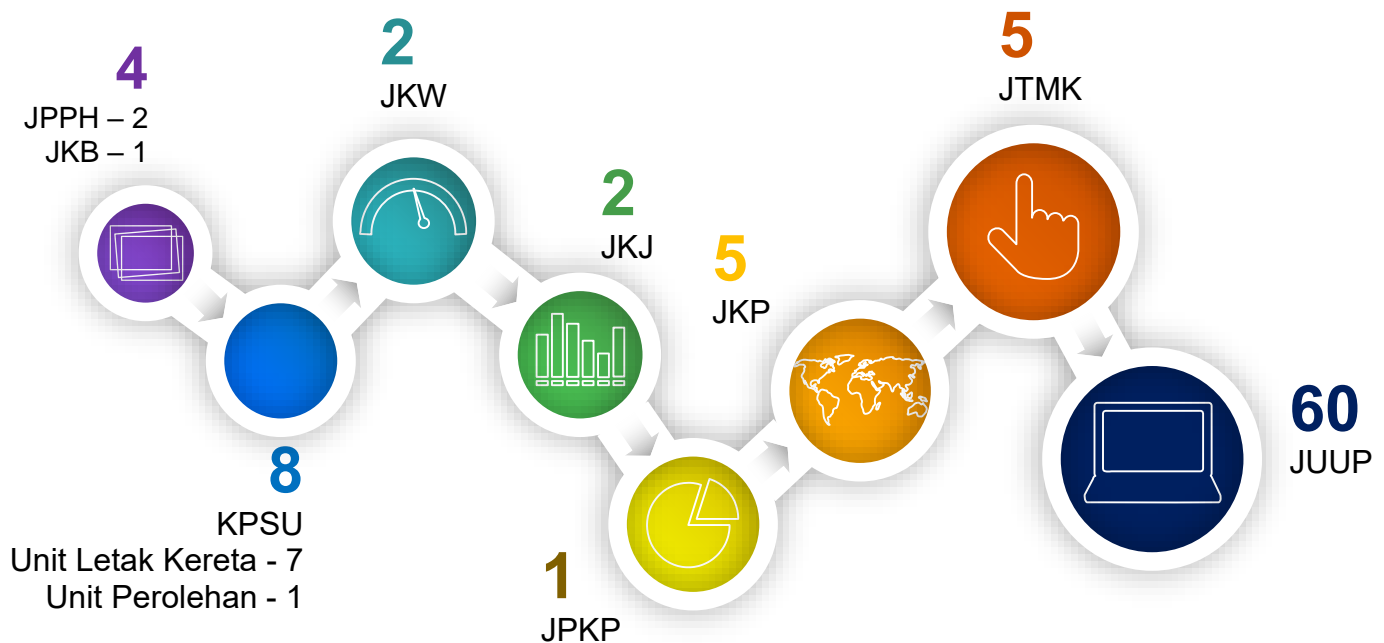 4
JPPH – 2
JKB – 1
8
KPSU
Unit Letak Kereta - 7
Unit Perolehan - 1
2
JKW
2
JKJ
1
JPKP
5
JKP
5
JTMK
60
JUUP